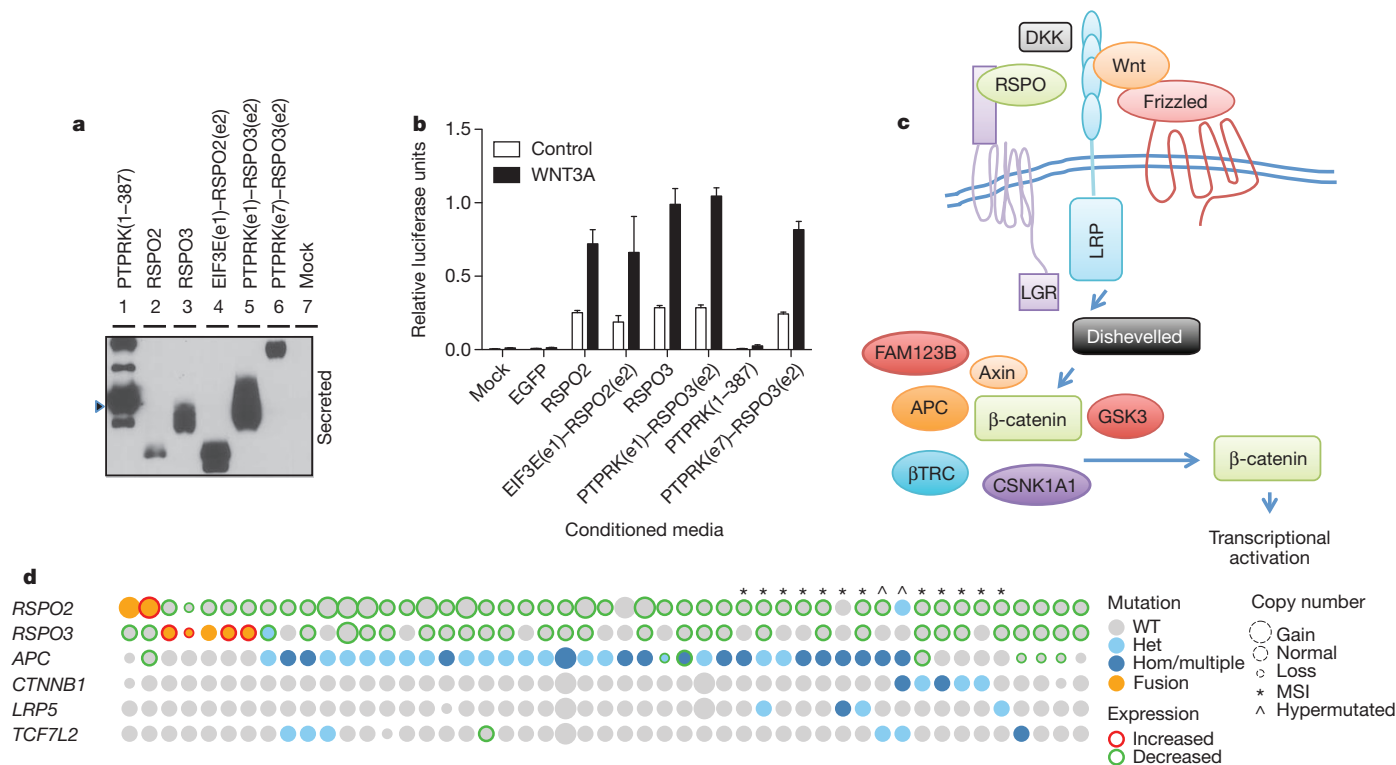 a
PTPRK(1–387)
RSPO2
RSPO3
EIF3E(e1)–RSPO2(e2)
PTPRK(e1)–RSPO3(e2)
PTPRK(e7)–RSPO3(e2)
Mock
1 2 3 4 5 6 7
Secreted
b
Relative luciferase units
1.5
1.0
0.5
0.0
Control
WNT3A
Mock
EGFP
RSPO2
EIF3E(e1)–RSPO2(e2)
RSPO3
PTPRK(e1)–RSPO3(e2)
PTPRK(1–387)
PTPRK(e7)–RSPO3(e2)
Conditioned media
c
DKK
Wnt
RSPO
Frizzled
LRP
LGR
Dishevelled
FAM123B
Axin
APC
β-catenin
GSK3
βTRC
CSNK1A1
β-catenin
Transcriptional
activation
d
* * * * * * * ^ ^ * * * * *
RSPO2
RSPO3
APC
CTNNB1
LRP5
TCF7L2
Mutation
WT
Het
Hom/multiple
Fusion
Expression
Increased
Decreased
Copy number
Gain
Normal
Loss
* MSI
^ Hypermutated